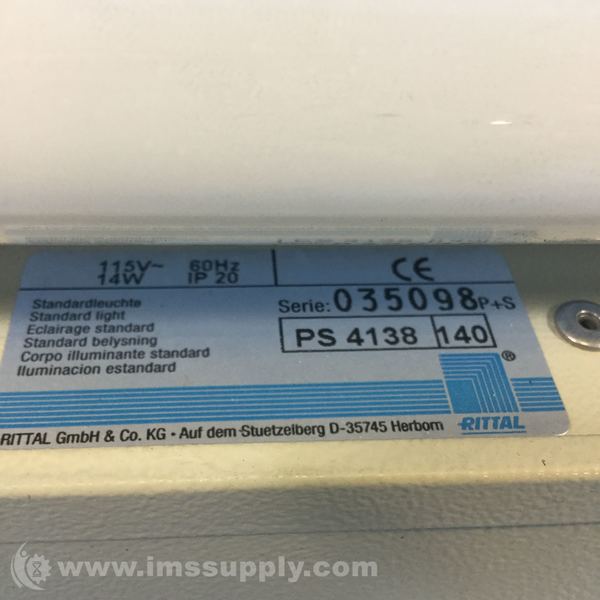 115V~ 60Hz
14W IP 20
CE
Standardleuchte
Standard light
Eclairage standard
Standard belysning
Corpo illuminante standard
Iluminacion estandard
Serie: 035098 P+S
PS 4138 140
®
RITTAL
RITTAL GmbH & Co. KG • Auf dem Stuetzelberg D-35745 Herborn
www.imssupply.com